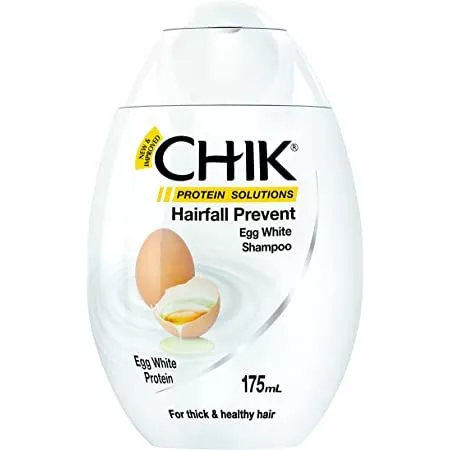 NEW &
IMPROVED
CHIK®
PROTEIN SOLUTIONS
Hairfall Prevent
Egg White
Shampoo
Egg White
Protein
175mL
For thick & healthy hair